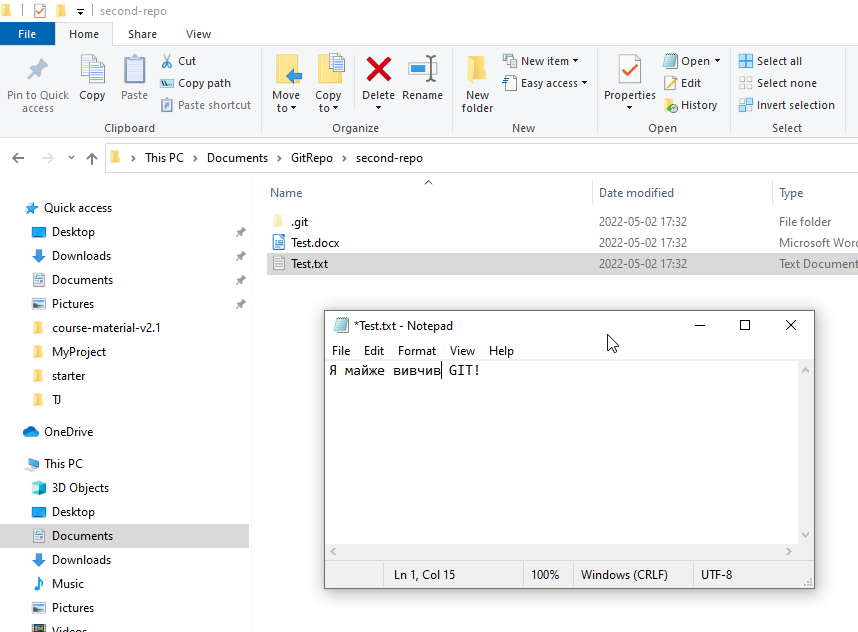 second-repo
File Home Share View
Pin to Quick access
Copy
Paste
Cut
Copy path
Paste shortcut
Clipboard
Move to
Copy to
Delete
Rename
Organize
New folder
New item
Easy access
New
Properties
Open
Edit
History
Open
Select all
Select none
Invert selection
Select
This PC > Documents > GitRepo > second-repo
Name Date modified Type
.git 2022-05-02 17:32 File folder
Test.docx 2022-05-02 17:32 Microsoft Word
Test.txt 2022-05-02 17:32 Text Document
Quick access
Desktop
Downloads
Documents
Pictures
course-material-v2.1
MyProject
starter
TJ
OneDrive
This PC
3D Objects
Desktop
Documents
Downloads
Music
Pictures
Videos
*Test.txt - Notepad
File Edit Format View Help
Я майже вивчив GIT!
Ln 1, Col 15 100% Windows (CRLF) UTF-8